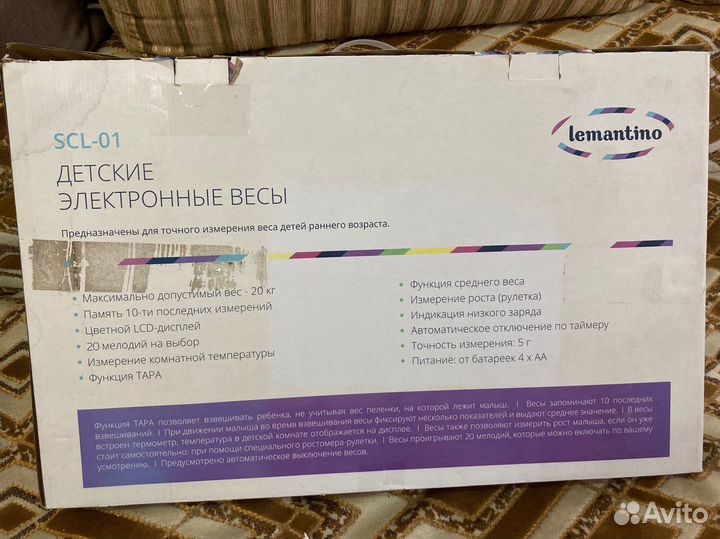 SCL-01
lemantino
ДЕТСКИЕ
ЭЛЕКТРОННЫЕ ВЕСЫ
Предназначены для точного измерения веса детей раннего возраста.
• Максимально допустимый вес - 20 кг
• Память 10-ти последних измерений
• Цветной LCD-дисплей
• 20 мелодий на выбор
• Измерение комнатной температуры
• Функция ТАРА
• Функция среднего веса
• Измерение роста (рулетка)
• Индикация низкого заряда
• Автоматическое отключение по таймеру
• Точность измерения: 5 г
• Питание: от батареек 4 х АА
Функция ТАРА позволяет взвешивать ребенка, не учитывая вес пеленки, на которой лежит малыш. I Весы запоминают 10 последних
взвешиваний. I При движении малыша во время взвешивания весы фиксируют несколько показателей и выдают среднее значение. I В весы
встроен термометр, температура в детской комнате отображается на дисплее. I Весы также позволяют измерить рост малыша, если он уже
стоит самостоятельно: при помощи специального ростомера-рулетки. I Весы проигрывают 20 мелодий, которые можно включать по вашему
усмотрению. I Предусмотрено автоматическое выключение весов.
Avito